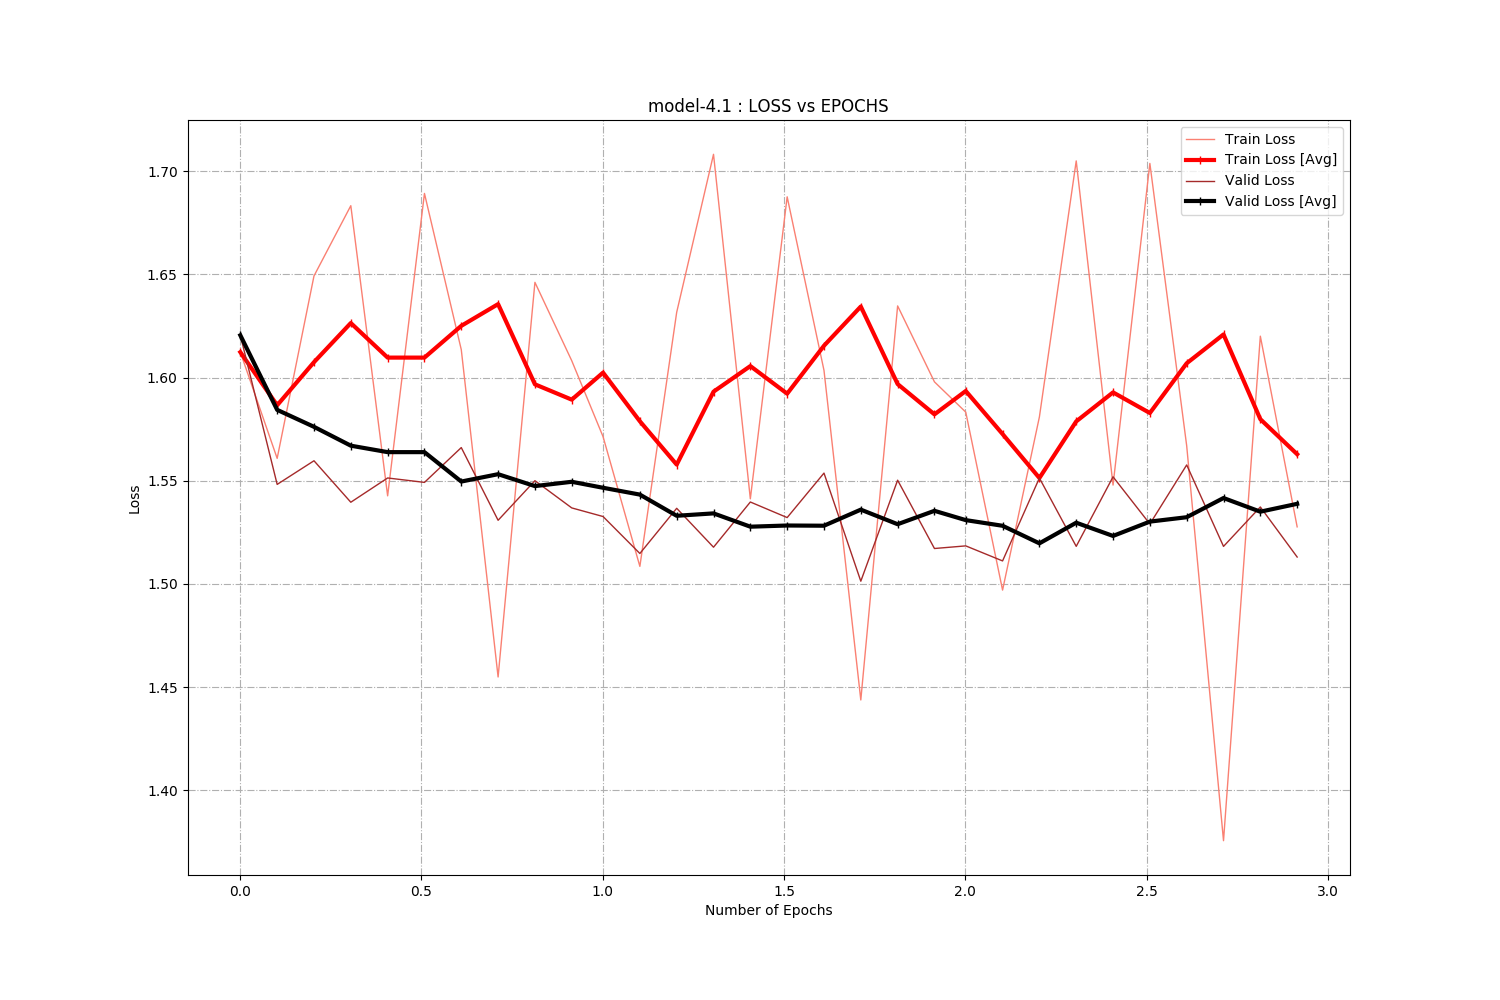 model-4.1 : LOSS vs EPOCHS
Train Loss
Train Loss [Avg]
Valid Loss
Valid Loss [Avg]
1.70
1.65
1.60
1.55
1.50
1.45
1.40
Loss
0.0 0.5 1.0 1.5 2.0 2.5 3.0
Number of Epochs